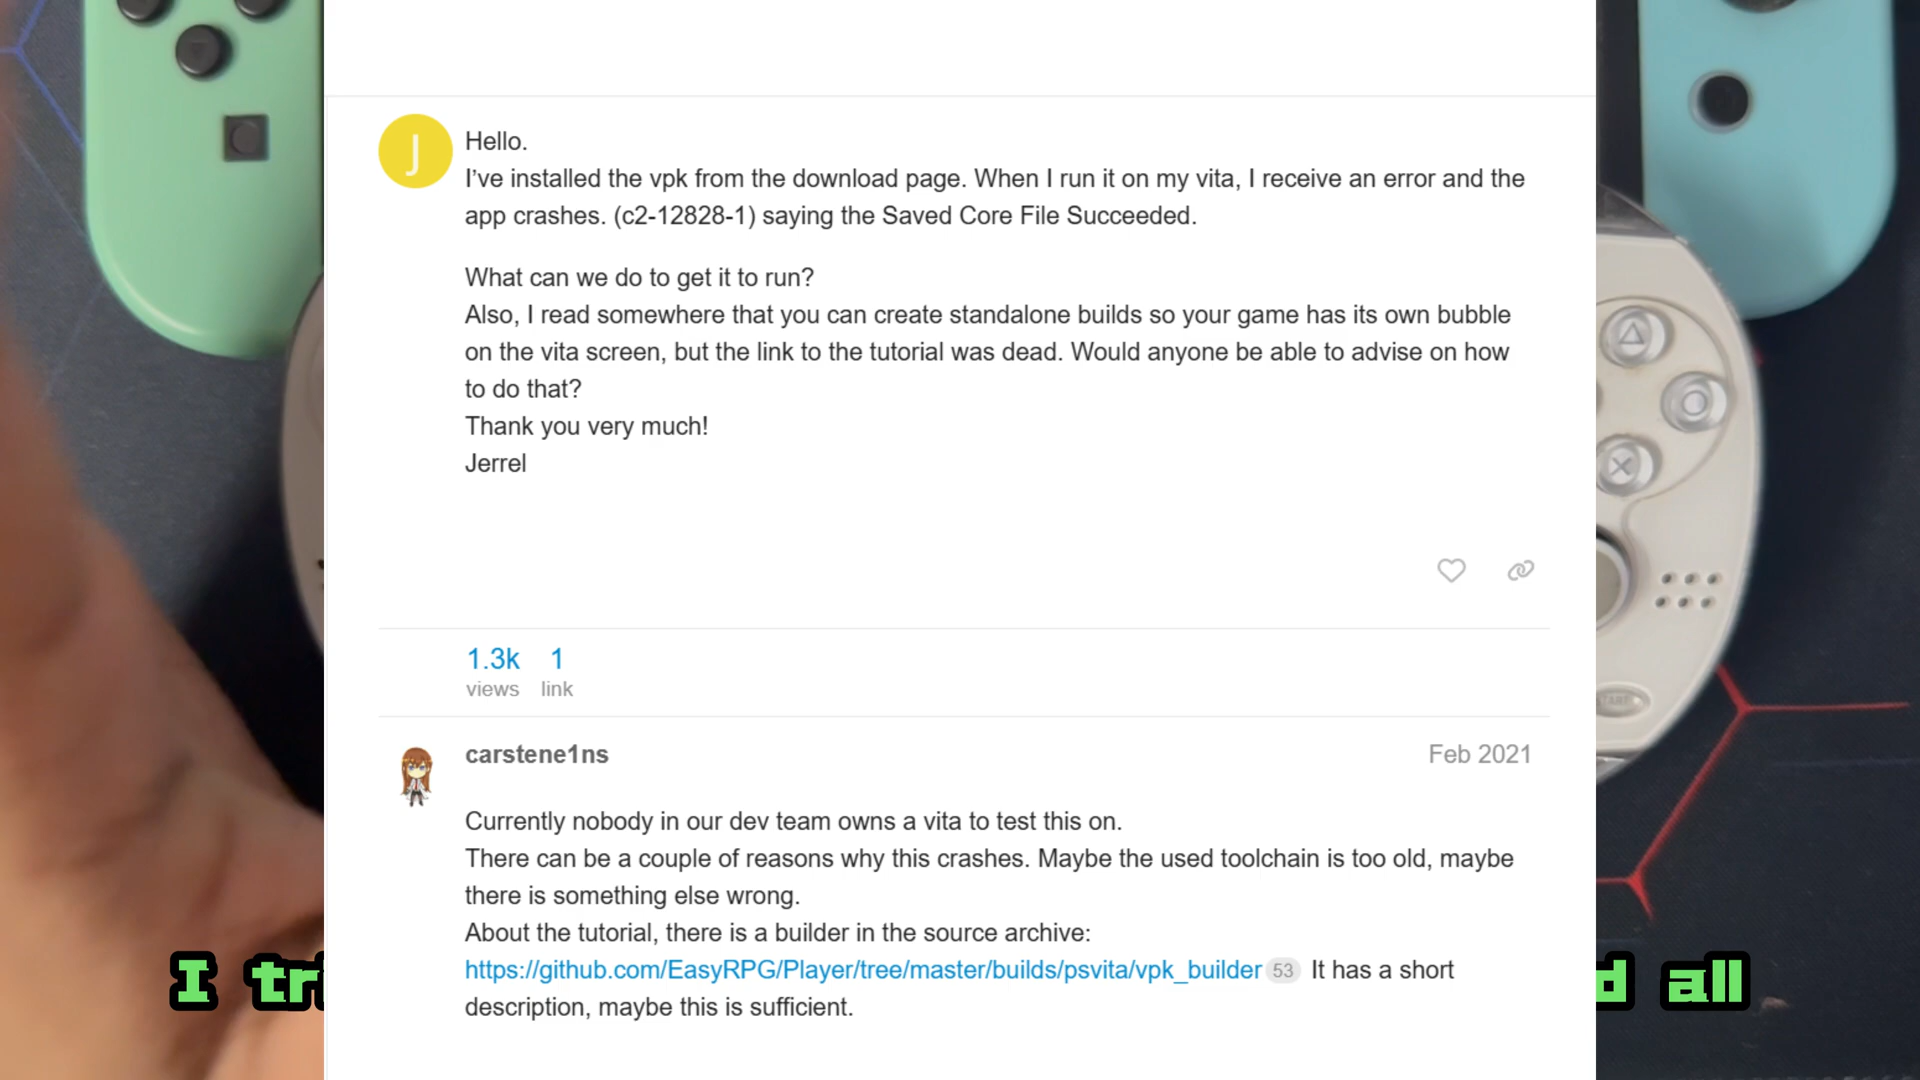 J
Hello.
I’ve installed the vpk from the download page. When I run it on my vita, I receive an error and the
app crashes. (c2-12828-1) saying the Saved Core File Succeeded.
What can we do to get it to run?
Also, I read somewhere that you can create standalone builds so your game has its own bubble
on the vita screen, but the link to the tutorial was dead. Would anyone be able to advise on how
to do that?
Thank you very much!
Jerrel
1.3k 1
views link
carstene1ns Feb 2021
Currently nobody in our dev team owns a vita to test this on.
There can be a couple of reasons why this crashes. Maybe the used toolchain is too old, maybe
there is something else wrong.
About the tutorial, there is a builder in the source archive:
https://github.com/EasyRPG/Player/tree/master/builds/psvita/vpk_builder 53 It has a short
description, maybe this is sufficient.
I all